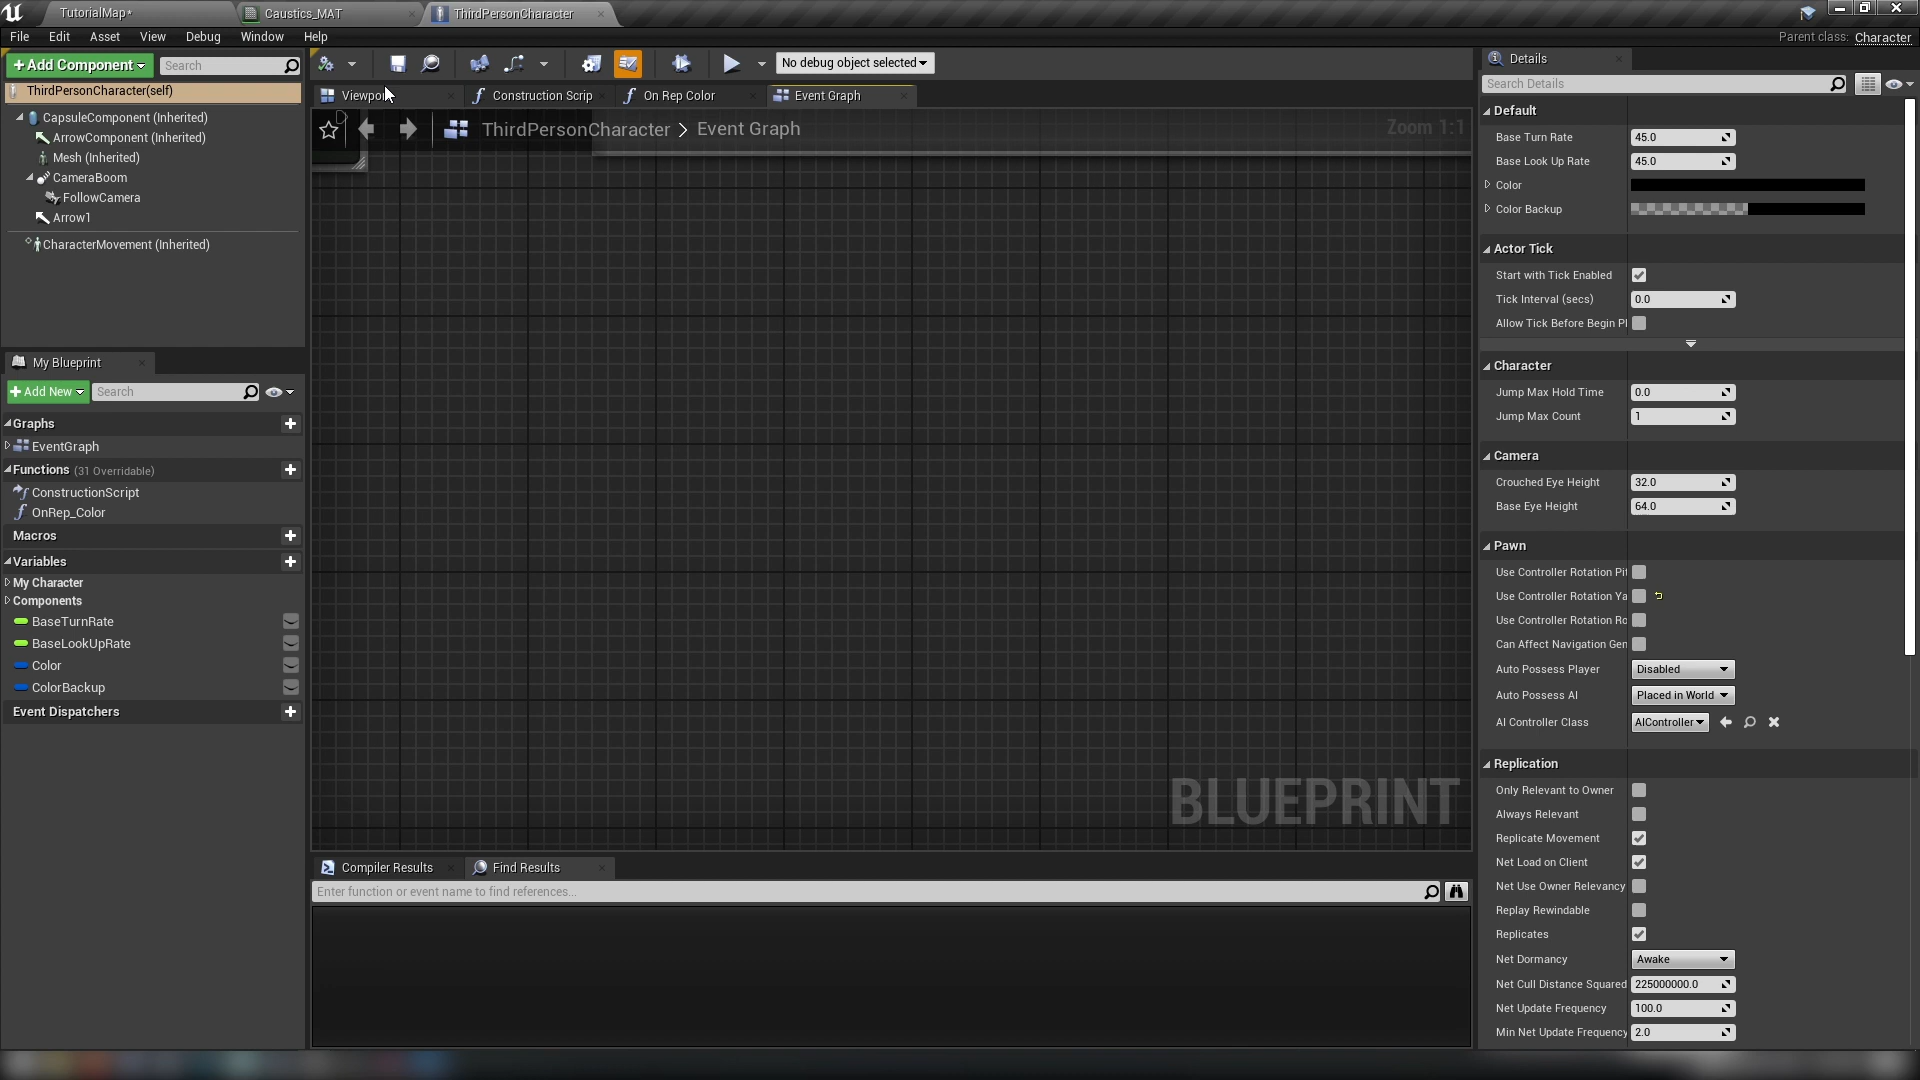 TutorialMap*
Caustics_MAT
ThirdPersonCharacter
File Edit Asset View Debug Window Help
Parent class: Character
Add Component
Search
ThirdPersonCharacter(self)
CapsuleComponent (Inherited)
ArrowComponent (Inherited)
Mesh (Inherited)
CameraBoom
FollowCamera
Arrow1
CharacterMovement (Inherited)
My Blueprint
Add New
Search
Graphs
EventGraph
Functions (31 Overridable)
ConstructionScript
OnRep_Color
Macros
Variables
My Character
Components
BaseTurnRate
BaseLookUpRate
Color
ColorBackup
Event Dispatchers
No debug object selected
Viewport
Construction Scrip
On Rep Color
Event Graph
ThirdPersonCharacter > Event Graph
Zoom 1:1
BLUEPRINT
Compiler Results
Find Results
Enter function or event name to find references...
Details
Search Details
Default
Base Turn Rate 45.0
Base Look Up Rate 45.0
Color
Color Backup
Actor Tick
Start with Tick Enabled
Tick Interval (secs) 0.0
Allow Tick Before Begin Pl
Character
Jump Max Hold Time 0.0
Jump Max Count 1
Camera
Crouched Eye Height 32.0
Base Eye Height 64.0
Pawn
Use Controller Rotation Pit
Use Controller Rotation Ya
Use Controller Rotation Ro
Can Affect Navigation Gen
Auto Possess Player Disabled
Auto Possess AI Placed in World
AI Controller Class AIController
Replication
Only Relevant to Owner
Always Relevant
Replicate Movement
Net Load on Client
Net Use Owner Relevancy
Replay Rewindable
Replicates
Net Dormancy Awake
Net Cull Distance Squared 225000000.0
Net Update Frequency 100.0
Min Net Update Frequency 2.0